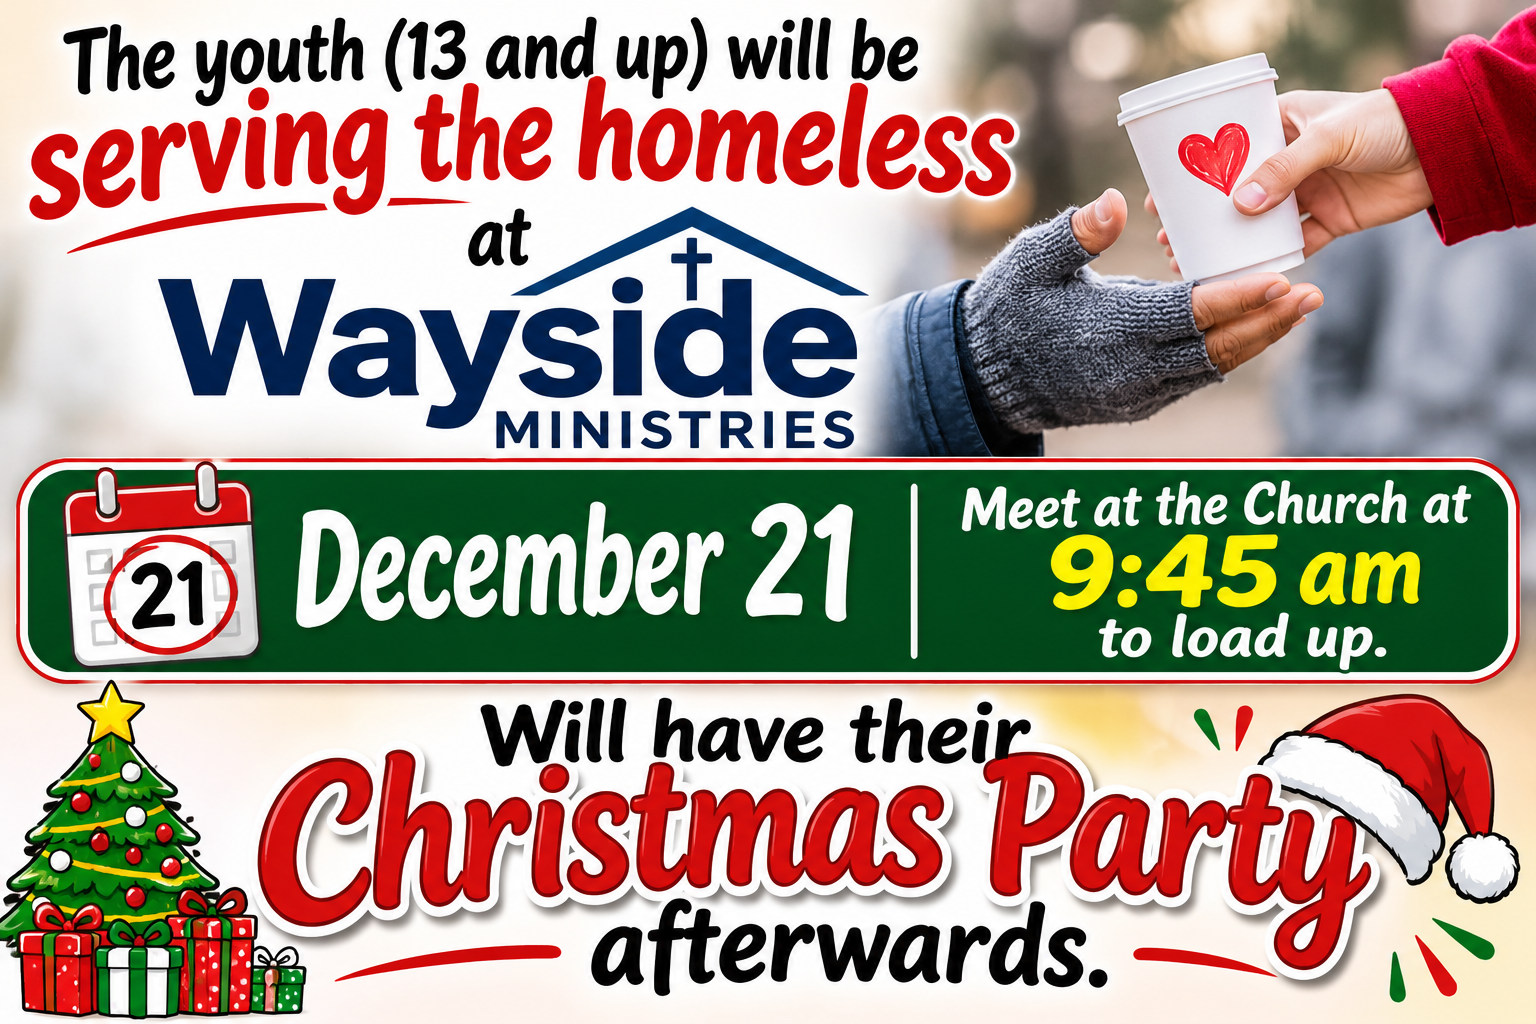 The youth (13 and up) will be
serving the homeless
at
Wayside
MINISTRIES
21
December 21
Meet at the Church at
9:45 am
to load up.
Will have their
Christmas Party
afterwards.